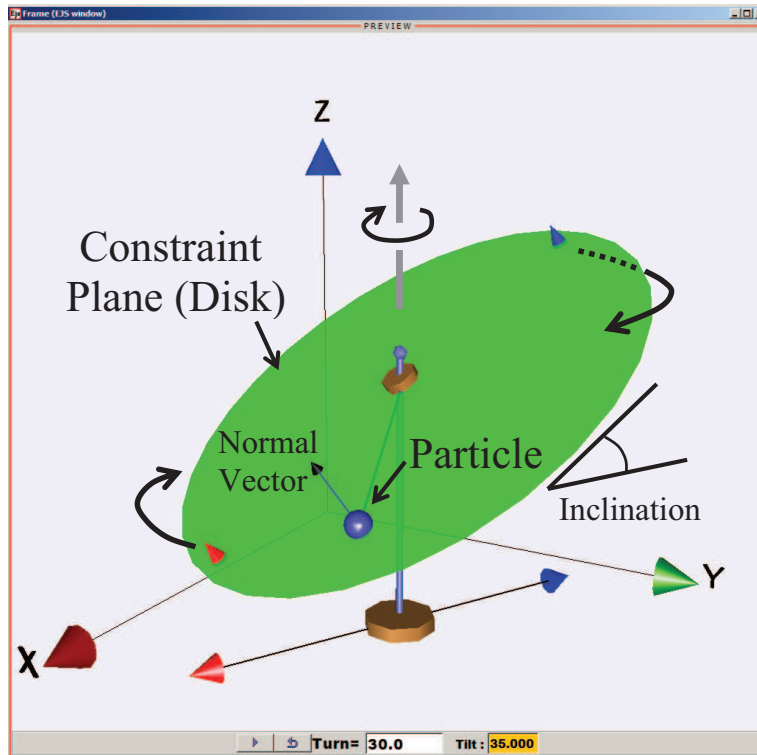 Frame (EJS window)
PREVIEW
Z
Constraint
Plane (Disk)
Normal
Vector
Particle
Inclination
Y
X
Turn= 30.0 Tilt : 35.000